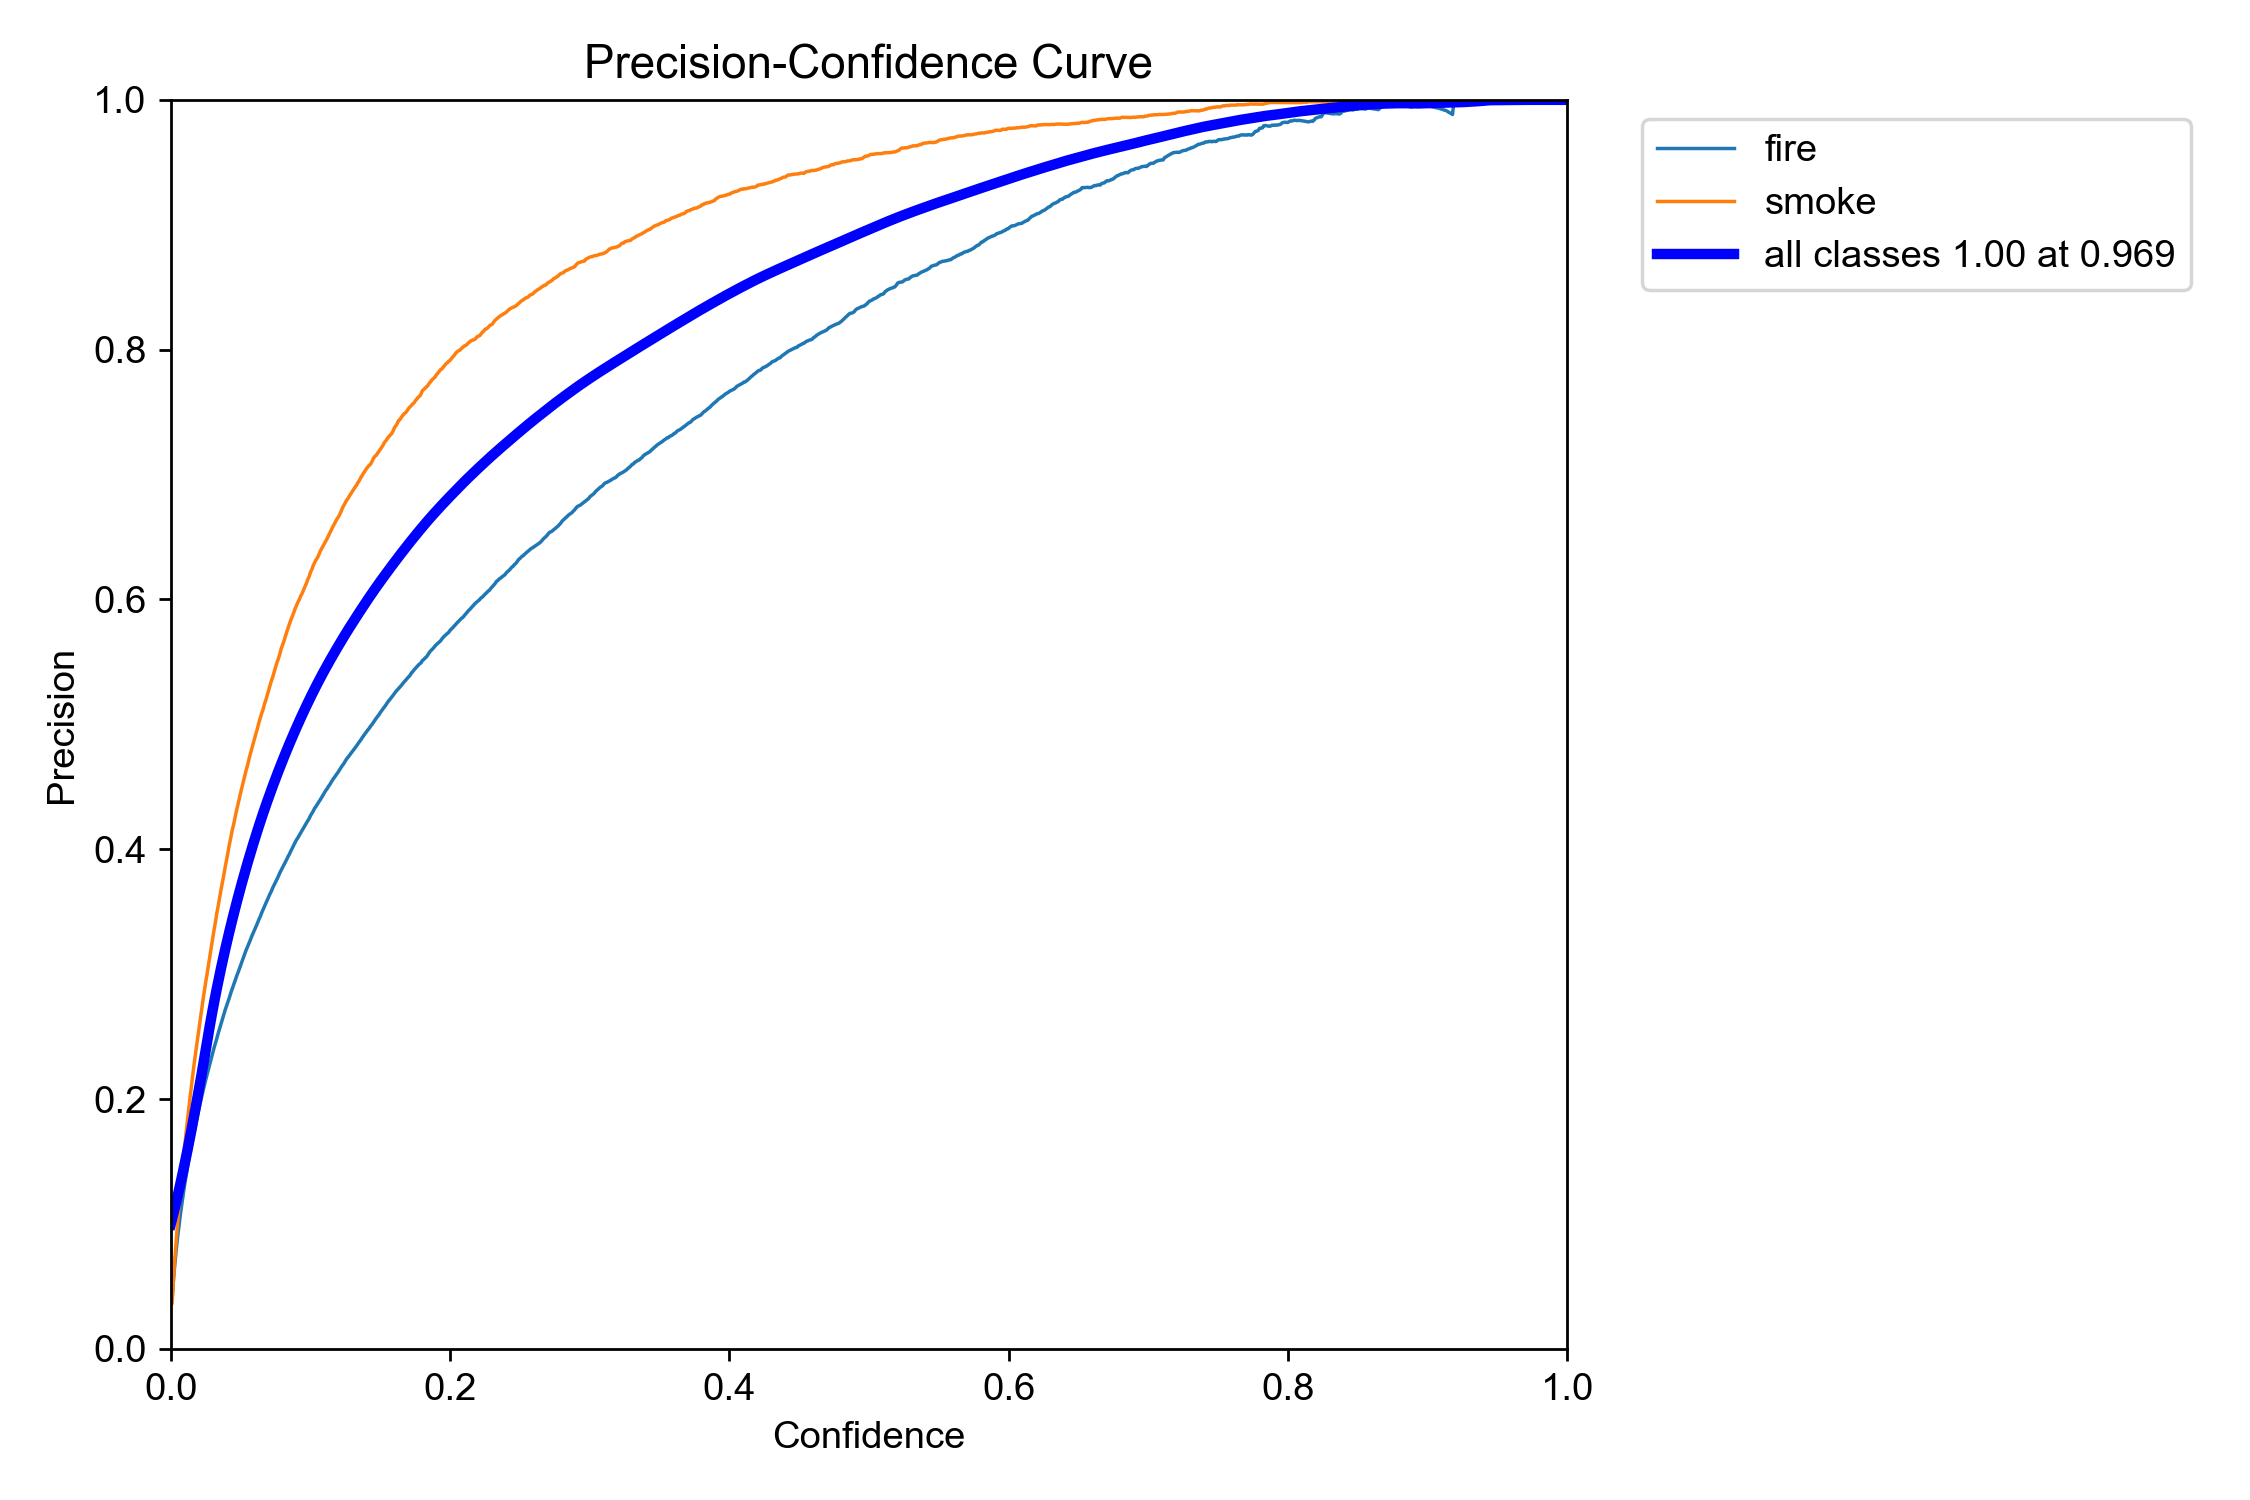 Precision-Confidence Curve
1.0
0.8
0.6
0.4
0.2
0.0
Precision
0.0 0.2 0.4 0.6 0.8 1.0
Confidence
fire
smoke
all classes 1.00 at 0.969